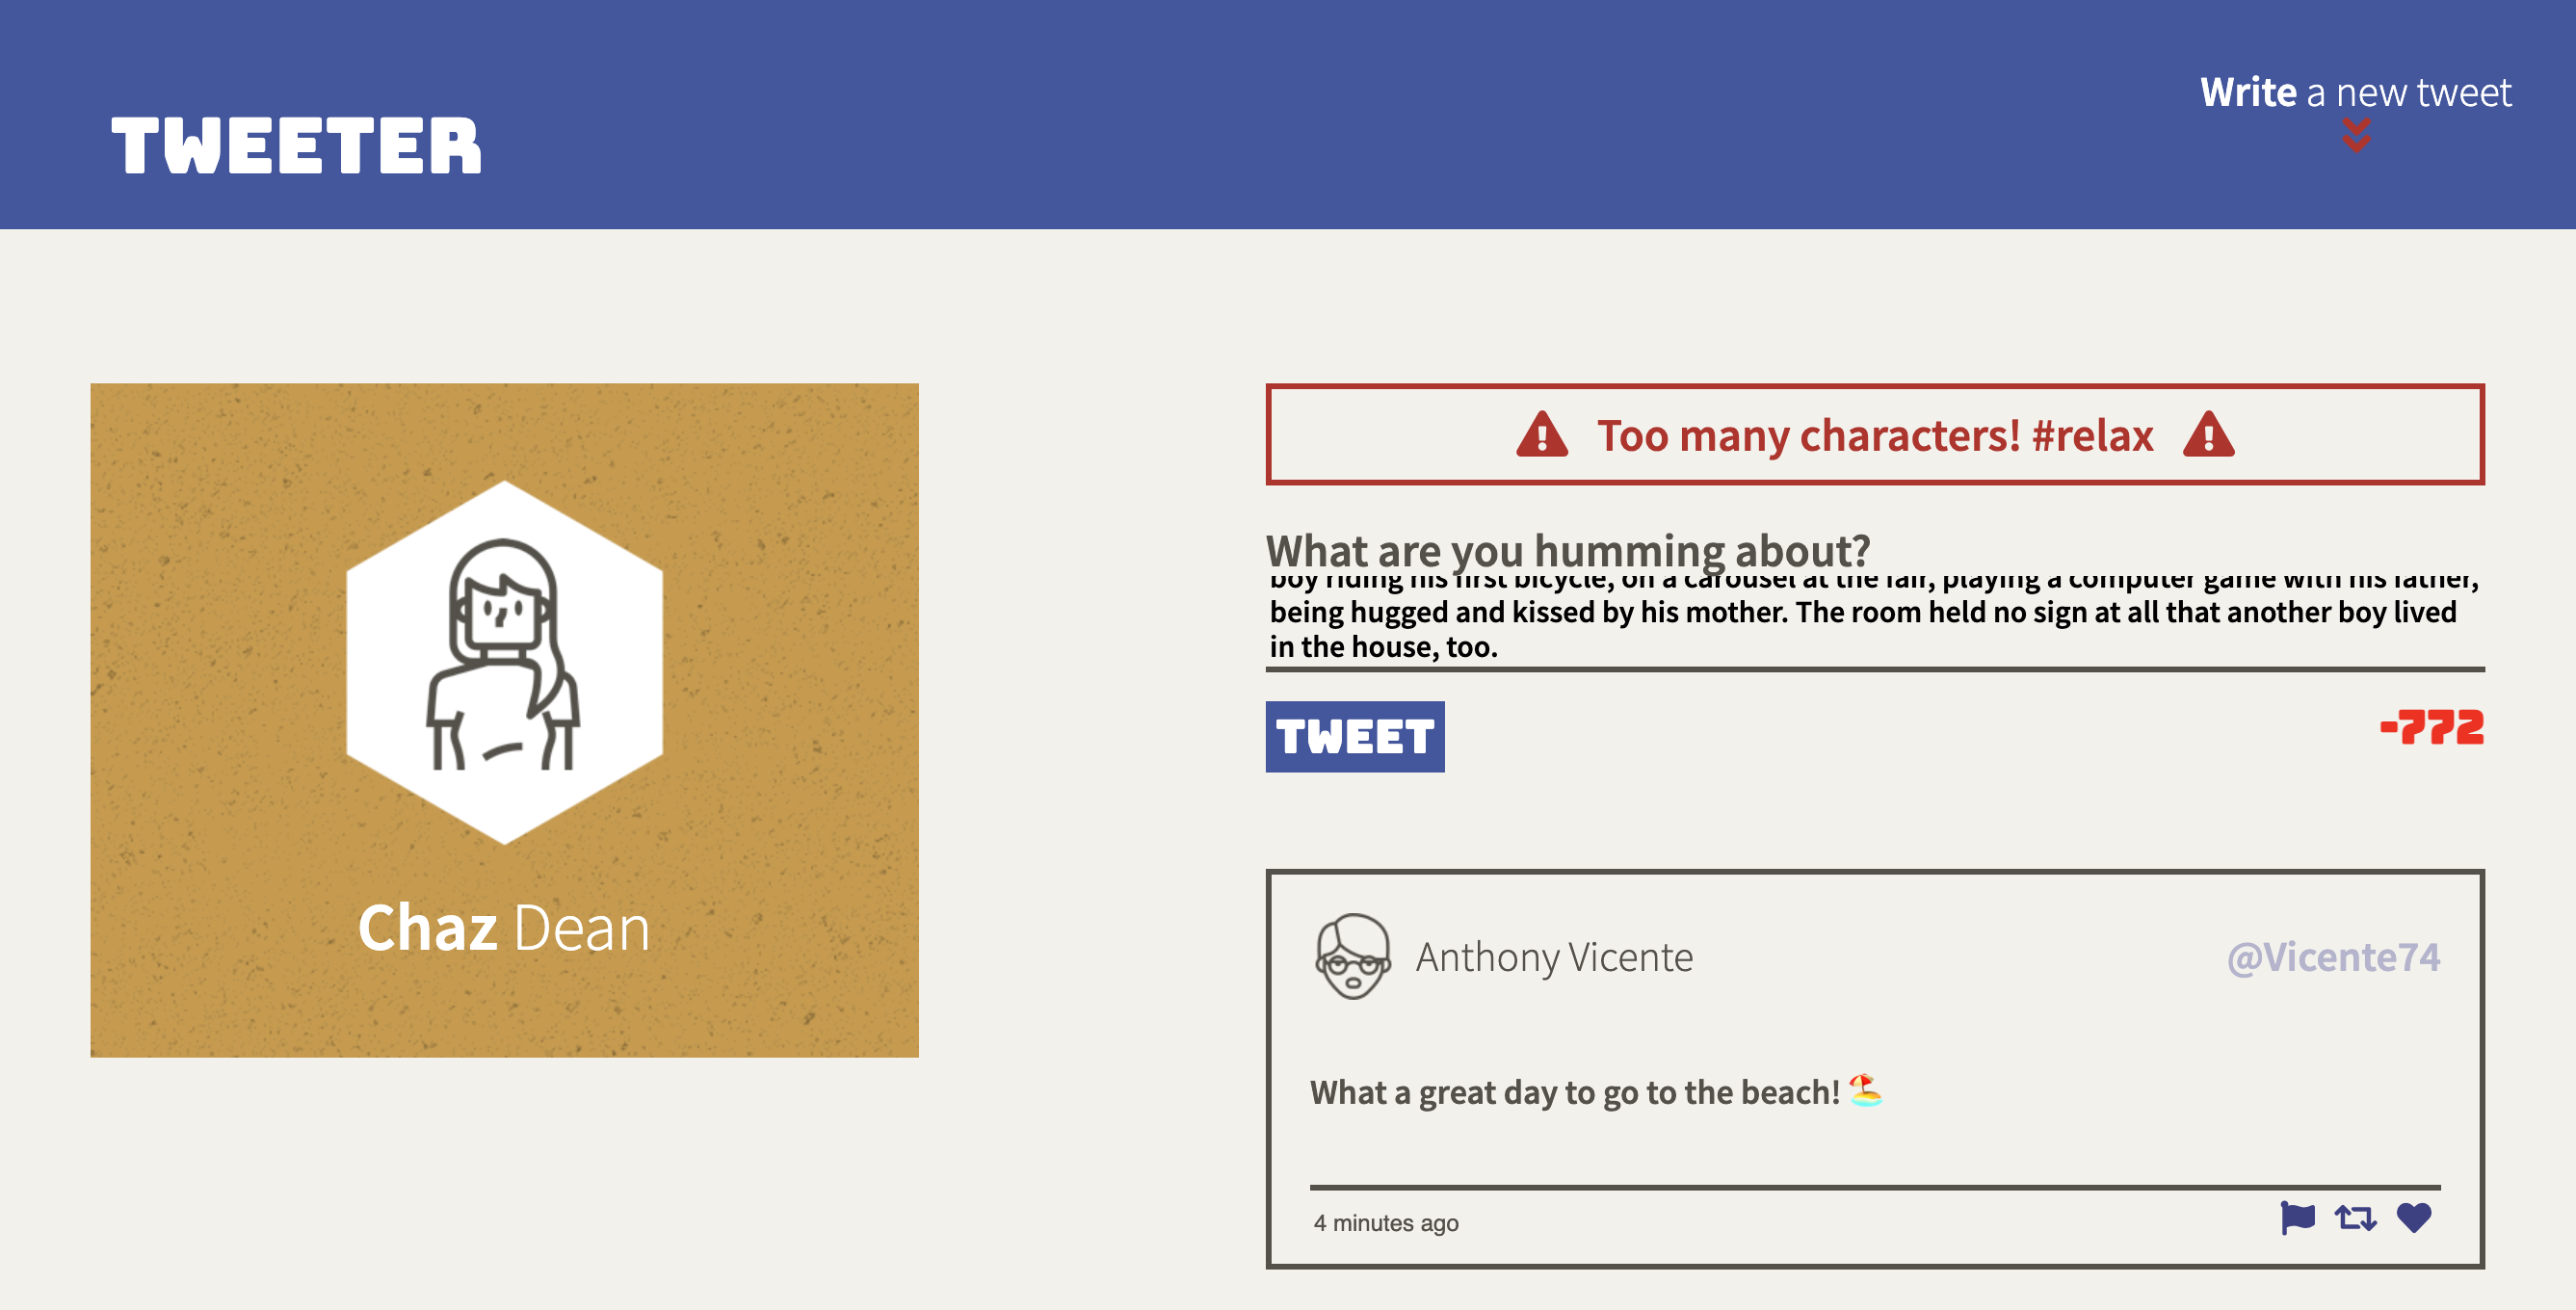 TWEETER
Write a new tweet
Chaz Dean
Too many characters! #relax
What are you humming about?
boy riding his first bicycle, on a carousel at the fair, playing a computer game with his father,
being hugged and kissed by his mother. The room held no sign at all that another boy lived
in the house, too.
TWEET
-772
Anthony Vicente
@Vicente74
What a great day to go to the beach! 🏖️
4 minutes ago